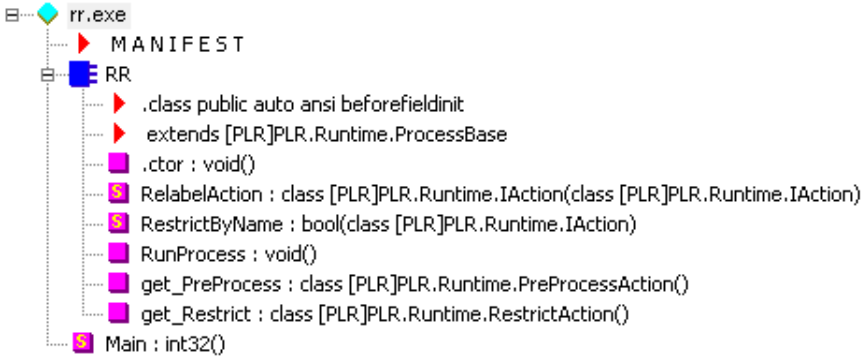 rr.exe
M A N I F E S T
RR
.class public auto ansi beforefieldinit
extends [PLR]PLR.Runtime.ProcessBase
.ctor : void()
S RelabelAction : class [PLR]PLR.Runtime.IAction(class [PLR]PLR.Runtime.IAction)
S RestrictByName : bool(class [PLR]PLR.Runtime.IAction)
RunProcess : void()
get_PreProcess : class [PLR]PLR.Runtime.PreProcessAction()
get_Restrict : class [PLR]PLR.Runtime.RestrictAction()
S Main : int32()